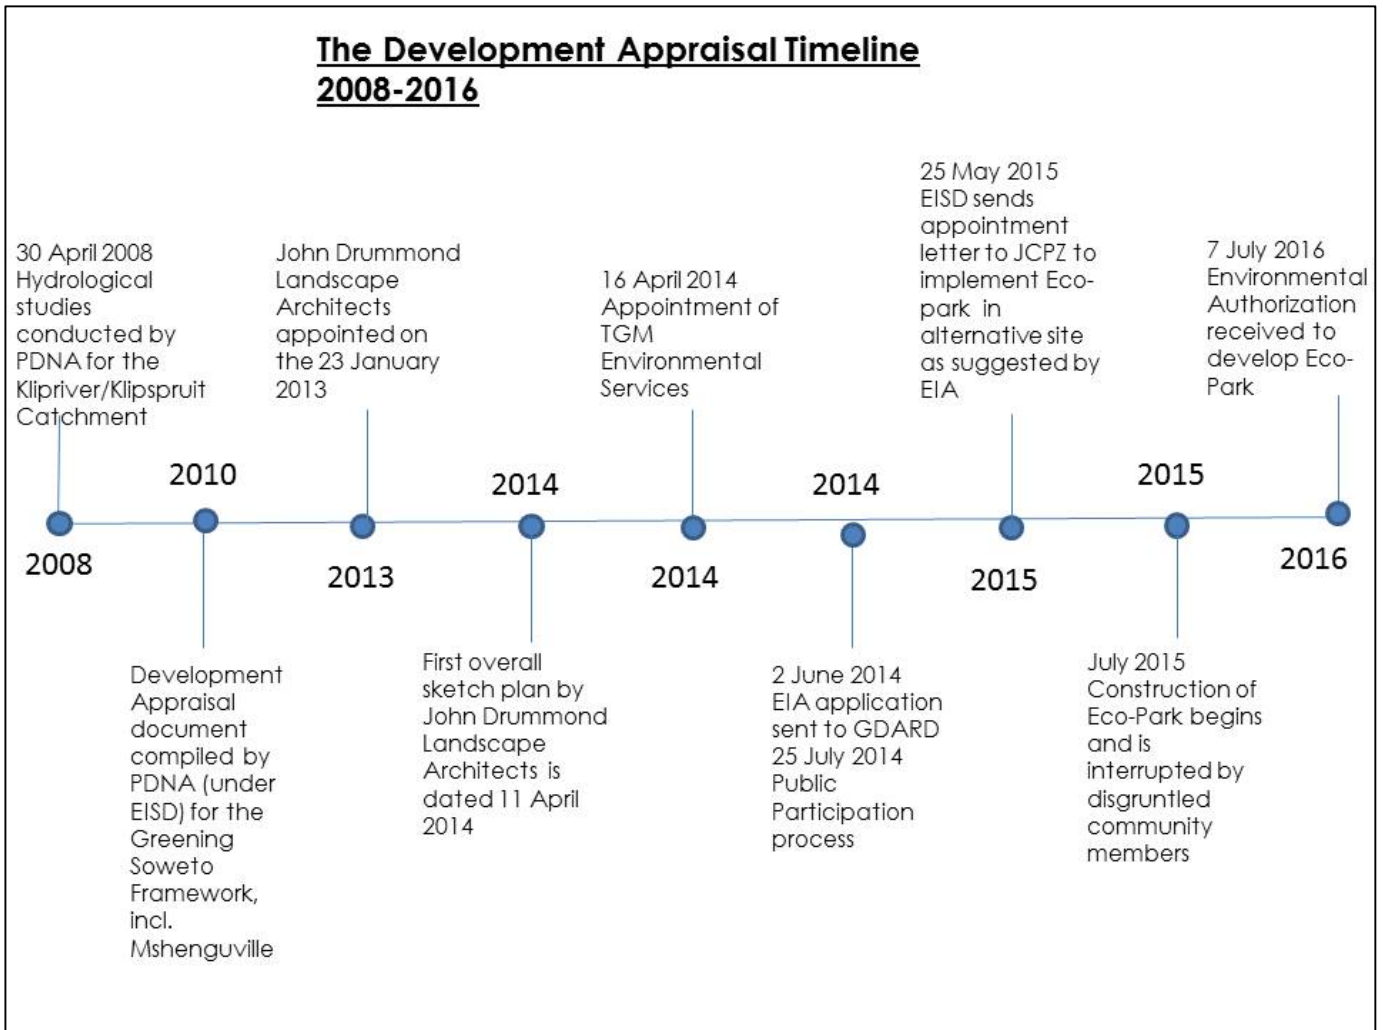 The Development Appraisal Timeline
2008-2016
30 April 2008
Hydrological
studies
conducted by
PDNA for the
Klipriver/Klipspruit
Catchment
John Drummond
Landscape
Architects
appointed on
the 23 January
2013
16 April 2014
Appointment of
TGM
Environmental
Services
25 May 2015
EISD sends
appointment
letter to JCPZ to
implement Eco-
park in
alternative site
as suggested by
EIA
7 July 2016
Environmental
Authorization
received to
develop Eco-
Park
2010
2014
2014
2015
2008
2013
2014
2015
2016
Development
Appraisal
document
compiled by
PDNA (under
EISD) for the
Greening
Soweto
Framework,
incl.
Mshenguville
First overall
sketch plan by
John Drummond
Landscape
Architects is
dated 11 April
2014
2 June 2014
EIA application
sent to GDARD
25 July 2014
Public
Participation
process
July 2015
Construction of
Eco-Park begins
and is
interrupted by
disgruntled
community
members